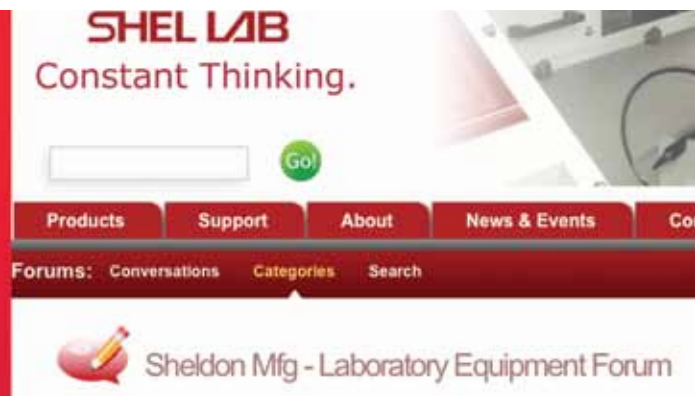 SHEL LAB
Constant Thinking.
Go!
Products Support About News & Events
Forums: Conversations Categories Search
Sheldon Mfg - Laboratory Equipment Forum